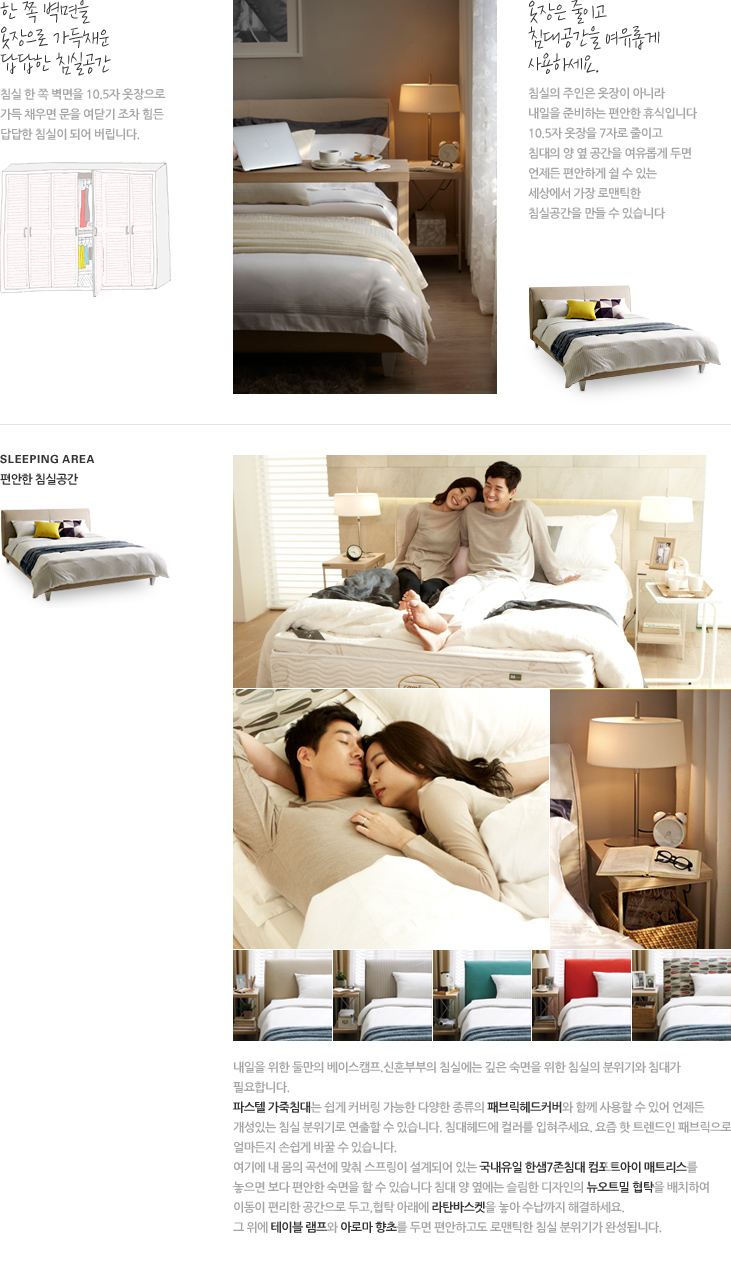 한 쪽 벽면을
옷장으로 가득채운
답답한 침실공간
침실 한 쪽 벽면을 10.5자 옷장으로
가득 채우면 문을 여닫기 조차 힘든
답답한 침실이 되어 버립니다.
옷장은 줄이고
침대공간을 여유롭게
사용하세요.
침실의 주인은 옷장이 아니라
내일을 준비하는 편안한 휴식입니다
10.5자 옷장을 7자로 줄이고
침대의 양 옆 공간을 여유롭게 두면
언제든 편안하게 쉴 수 있는
세상에서 가장 로맨틱한
침실공간을 만들 수 있습니다
SLEEPING AREA
편안한 침실공간
내일을 위한 둘만의 베이스캠프.신혼부부의 침실에는 깊은 숙면을 위한 침실의 분위기와 침대가
필요합니다.
파스텔 가죽침대는 쉽게 커버링 가능한 다양한 종류의 패브릭헤드커버와 함께 사용할 수 있어 언제든
개성있는 침실 분위기로 연출할 수 있습니다. 침대헤드에 컬러를 입혀주세요. 요즘 핫 트렌드인 패브릭으로
얼마든지 손쉽게 바꿀 수 있습니다.
여기에 내 몸의 곡선에 맞춰 스프링이 설계되어 있는 국내유일 한샘7존침대 컴포트아이 매트리스를
놓으면 보다 편안한 숙면을 할 수 있습니다 침대 양 옆에는 슬림한 디자인의 뉴오트밀 협탁을 배치하여
이동이 편리한 공간으로 두고,협탁 아래에 라탄바스켓을 놓아 수납까지 해결하세요.
그 위에 테이블 램프와 아로마 향초를 두면 편안하고도 로맨틱한 침실 분위기가 완성됩니다.